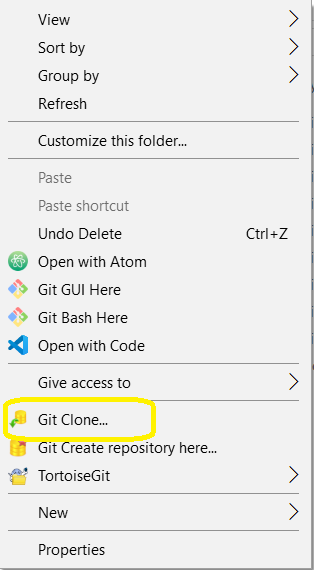 View
Sort by
Group by
Refresh
Customize this folder...
Paste
Paste shortcut
Undo Delete Ctrl+Z
Open with Atom
Git GUI Here
Git Bash Here
Open with Code
Give access to
Git Clone...
Git Create repository here...
TortoiseGit
New
Properties